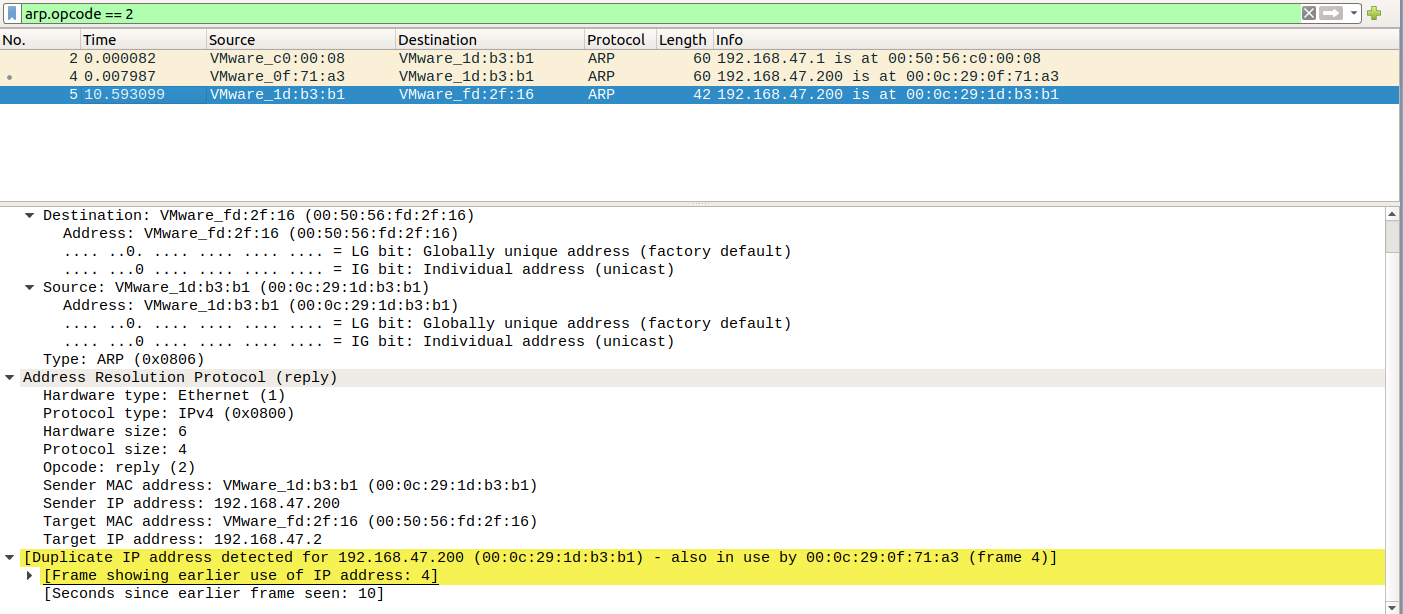 arp.opcode == 2
No. Time Source Destination Protocol Length Info
2 0.000082 VMware_c0:00:08 VMware_1d:b3:b1 ARP 60 192.168.47.1 is at 00:50:56:c0:00:08
4 0.007987 VMware_0f:71:a3 VMware_1d:b3:b1 ARP 60 192.168.47.200 is at 00:0c:29:0f:71:a3
5 10.593099 VMware_1d:b3:b1 VMware_fd:2f:16 ARP 42 192.168.47.200 is at 00:0c:29:1d:b3:b1
Destination: VMware_fd:2f:16 (00:50:56:fd:2f:16)
Address: VMware_fd:2f:16 (00:50:56:fd:2f:16)
.... ..0. .... .... .... .... = LG bit: Globally unique address (factory default)
.... ...0 .... .... .... .... = IG bit: Individual address (unicast)
Source: VMware_1d:b3:b1 (00:0c:29:1d:b3:b1)
Address: VMware_1d:b3:b1 (00:0c:29:1d:b3:b1)
.... ..0. .... .... .... .... = LG bit: Globally unique address (factory default)
.... ...0 .... .... .... .... = IG bit: Individual address (unicast)
Type: ARP (0x0806)
Address Resolution Protocol (reply)
Hardware type: Ethernet (1)
Protocol type: IPv4 (0x0800)
Hardware size: 6
Protocol size: 4
Opcode: reply (2)
Sender MAC address: VMware_1d:b3:b1 (00:0c:29:1d:b3:b1)
Sender IP address: 192.168.47.200
Target MAC address: VMware_fd:2f:16 (00:50:56:fd:2f:16)
Target IP address: 192.168.47.2
[Duplicate IP address detected for 192.168.47.200 (00:0c:29:1d:b3:b1) - also in use by 00:0c:29:0f:71:a3 (frame 4)]
[Frame showing earlier use of IP address: 4]
[Seconds since earlier frame seen: 10]